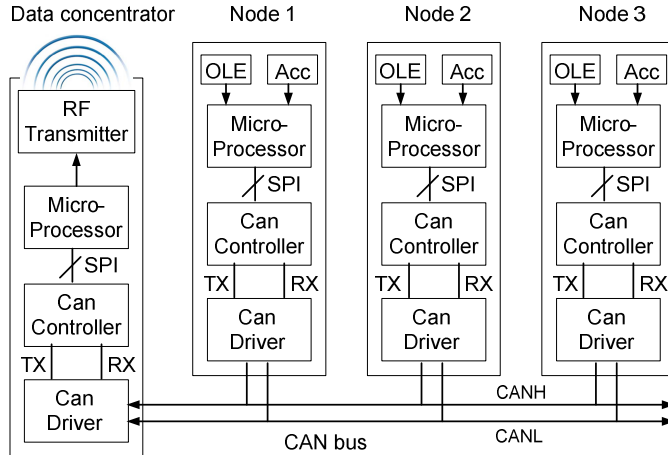 Data concentrator
Node 1
Node 2
Node 3
RF
Transmitter
Micro-
Processor
SPI
Can
Controller
TX
RX
Can
Driver
OLE
Acc
Micro-
Processor
SPI
Can
Controller
TX
RX
Can
Driver
OLE
Acc
Micro-
Processor
SPI
Can
Controller
TX
RX
Can
Driver
OLE
Acc
Micro-
Processor
SPI
Can
Controller
TX
RX
Can
Driver
CANH
CAN bus
CANL